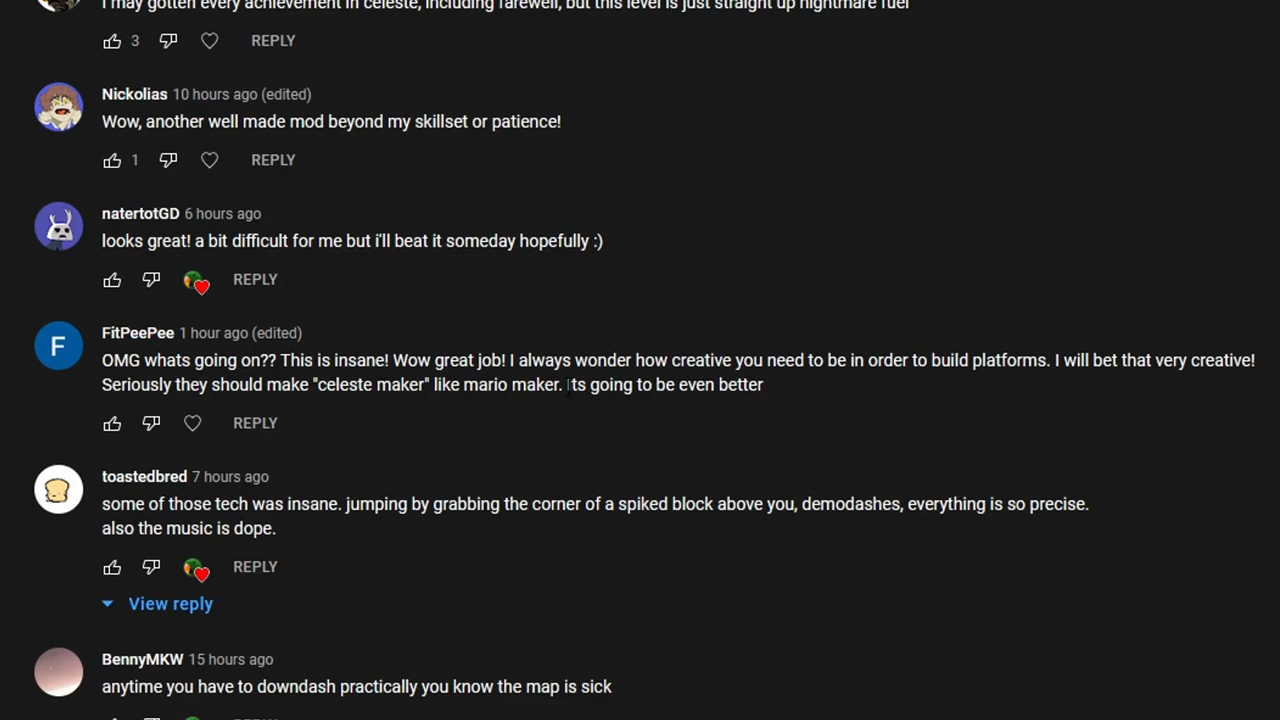 I may gotten every achievement in celeste, including farewell, but this level is just straight up nightmare fuel
3 REPLY
Nickolias 10 hours ago (edited)
Wow, another well made mod beyond my skillset or patience!
1 REPLY
natertotGD 6 hours ago
looks great! a bit difficult for me but i'll beat it someday hopefully :)
REPLY
F
FitPeePee 1 hour ago (edited)
OMG whats going on?? This is insane! Wow great job! I always wonder how creative you need to be in order to build platforms. I will bet that very creative!
Seriously they should make "celeste maker" like mario maker. Its going to be even better
REPLY
toastedbred 7 hours ago
some of those tech was insane. jumping by grabbing the corner of a spiked block above you, demodashes, everything is so precise.
also the music is dope.
REPLY
View reply
BennyMKW 15 hours ago
anytime you have to downdash practically you know the map is sick